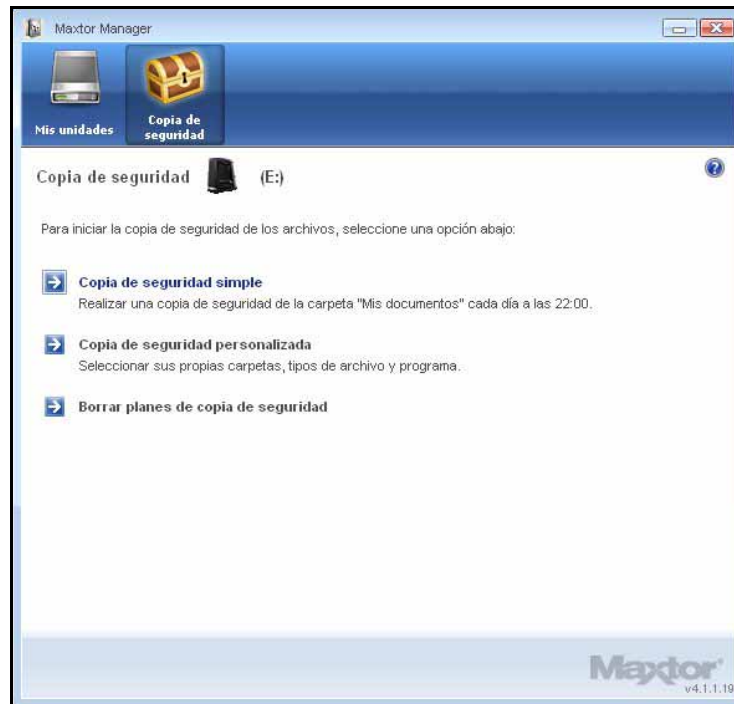 Maxtor Manager
Mis unidades
Copia de
seguridad
Copia de seguridad (E:)
?
Para iniciar la copia de seguridad de los archivos, seleccione una opción abajo:
Copia de seguridad simple
Realizar una copia de seguridad de la carpeta "Mis documentos" cada día a las 22:00.
Copia de seguridad personalizada
Seleccionar sus propias carpetas, tipos de archivo y programa.
Borrar planes de copia de seguridad
Maxtor
v4.1.1.19